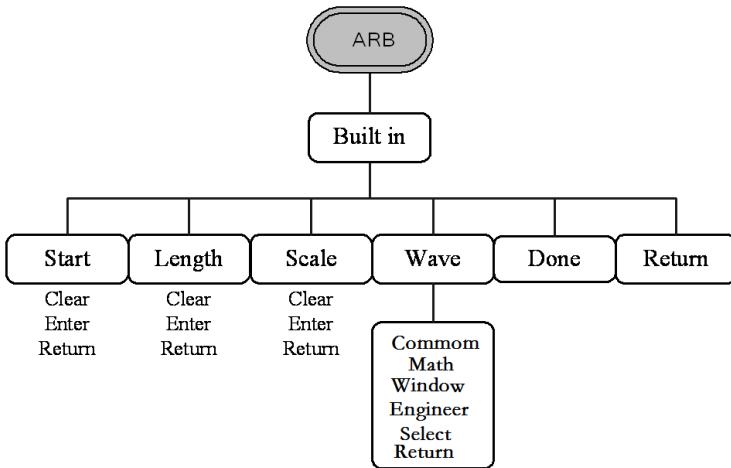 ARB
Built in
Start Length Scale Wave Done Return
Clear Clear Clear
Enter Enter Enter
Return Return Return
Commom
Math
Window
Engineer
Select
Return